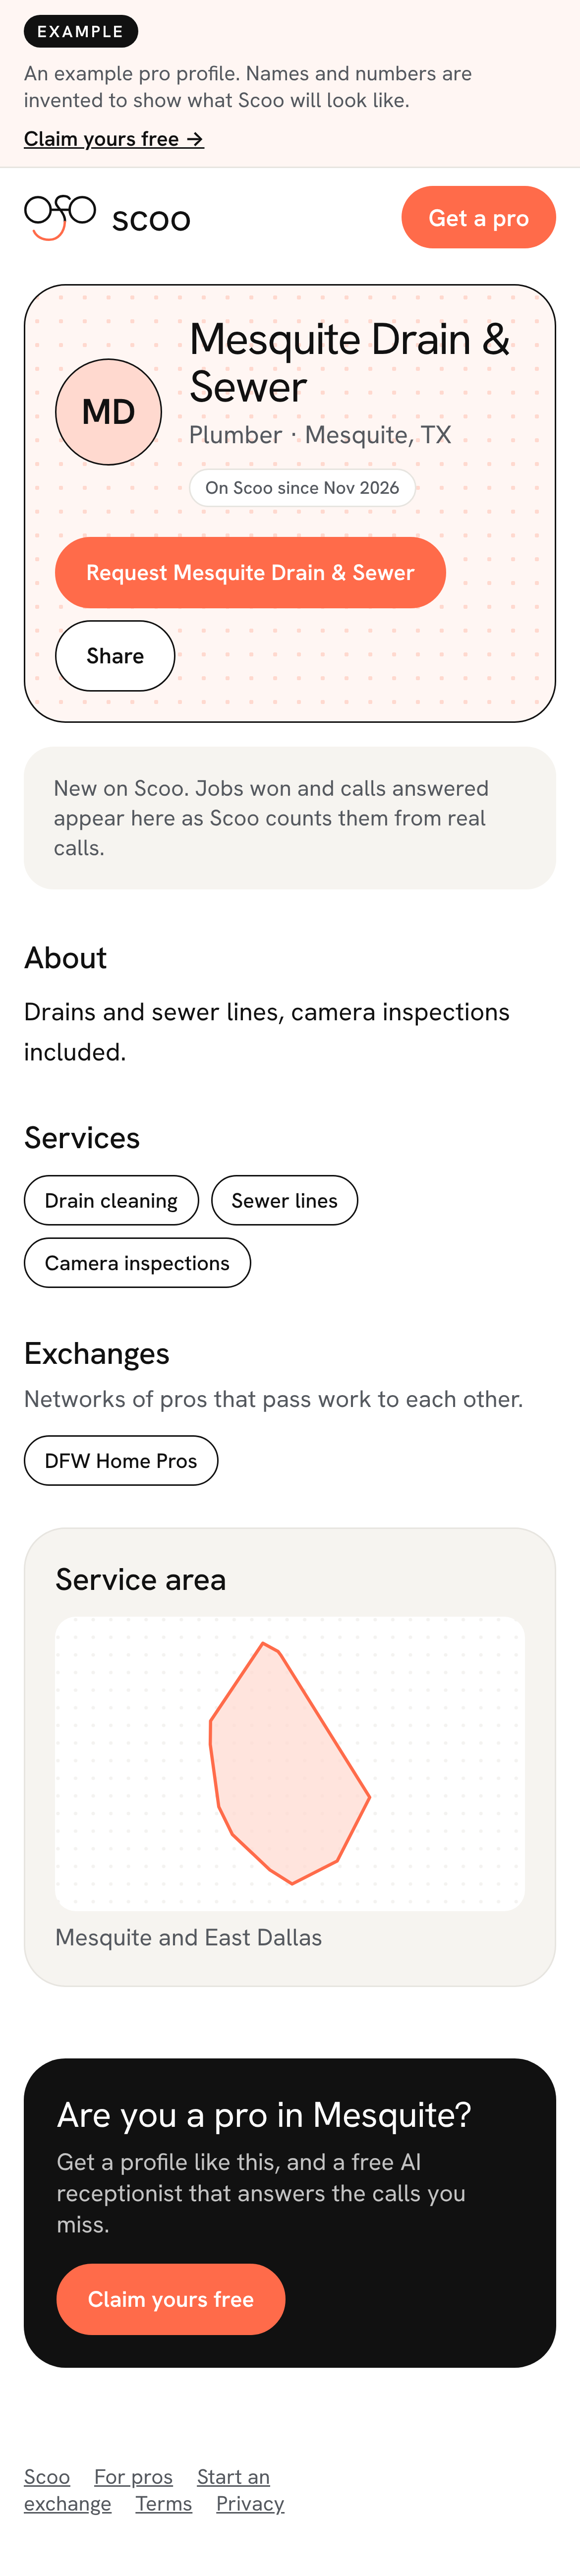 EXAMPLE
An example pro profile. Names and numbers are
invented to show what Scoo will look like.
Claim yours free →
scoo
Get a pro
MD
Mesquite Drain &
Sewer
Plumber · Mesquite, TX
On Scoo since Nov 2026
Request Mesquite Drain & Sewer
Share
New on Scoo. Jobs won and calls answered
appear here as Scoo counts them from real
calls.
About
Drains and sewer lines, camera inspections
included.
Services
Drain cleaning
Sewer lines
Camera inspections
Exchanges
Networks of pros that pass work to each other.
DFW Home Pros
Service area
Mesquite and East Dallas
Are you a pro in Mesquite?
Get a profile like this, and a free AI
receptionist that answers the calls you
miss.
Claim yours free
Scoo For pros Start an
exchange Terms Privacy